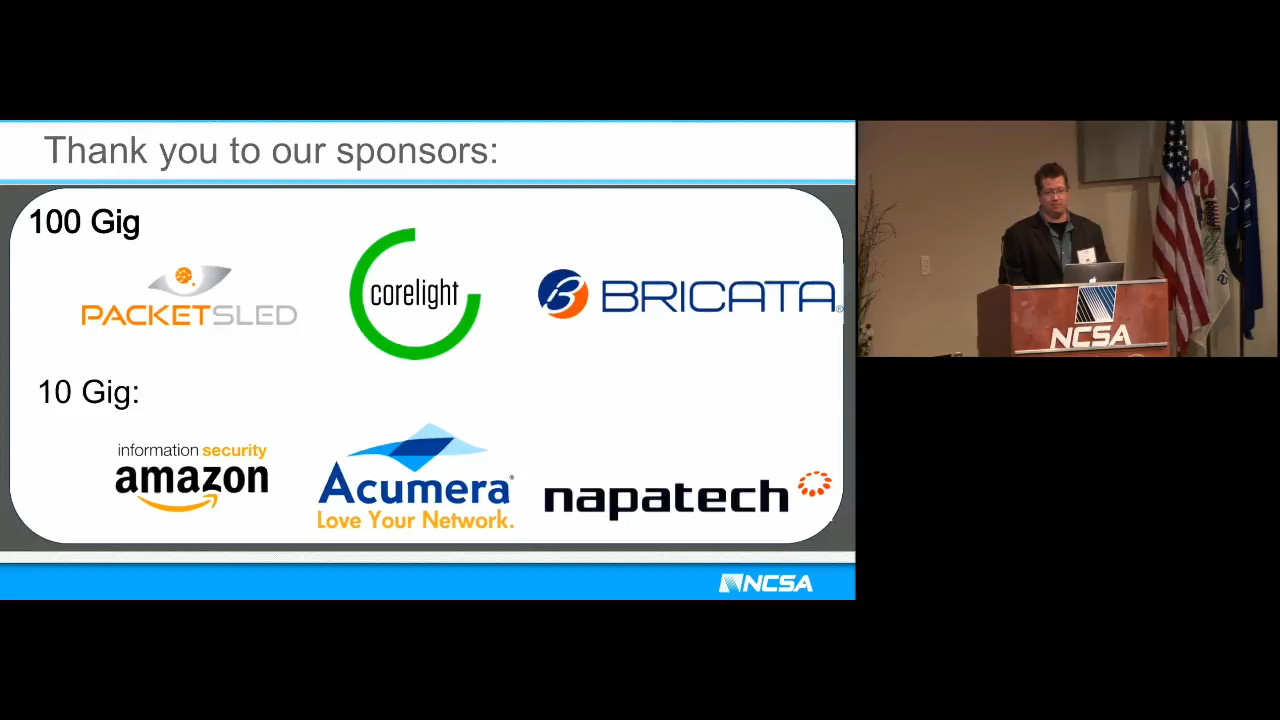 Thank you to our sponsors:
100 Gig
PACKETSLED
corelight
BRICATA®
10 Gig:
information security
amazon
Acumera®
Love Your Network.
napatech
NCSA
NCSA